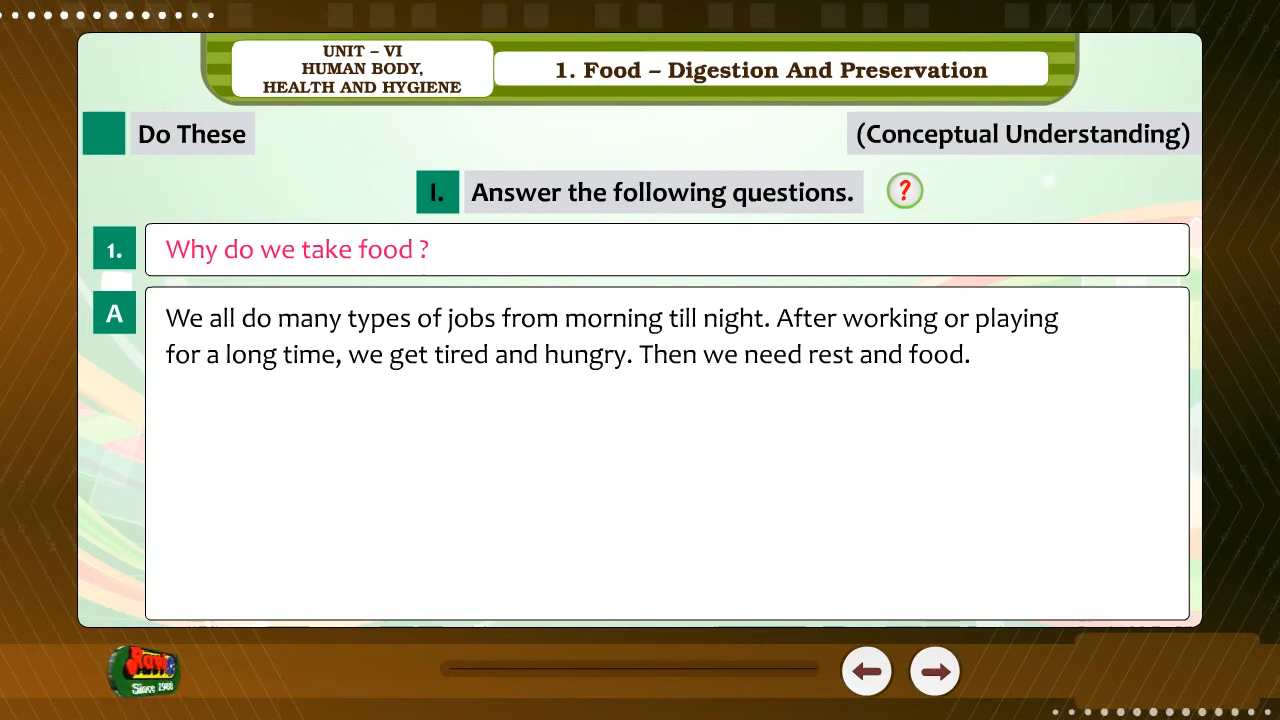 UNIT – VI
HUMAN BODY,
HEALTH AND HYGIENE
1. Food – Digestion And Preservation
Do These
(Conceptual Understanding)
I. Answer the following questions. ?
1. Why do we take food ?
A We all do many types of jobs from morning till night. After working or playing
for a long time, we get tired and hungry. Then we need rest and food.
Since 1988